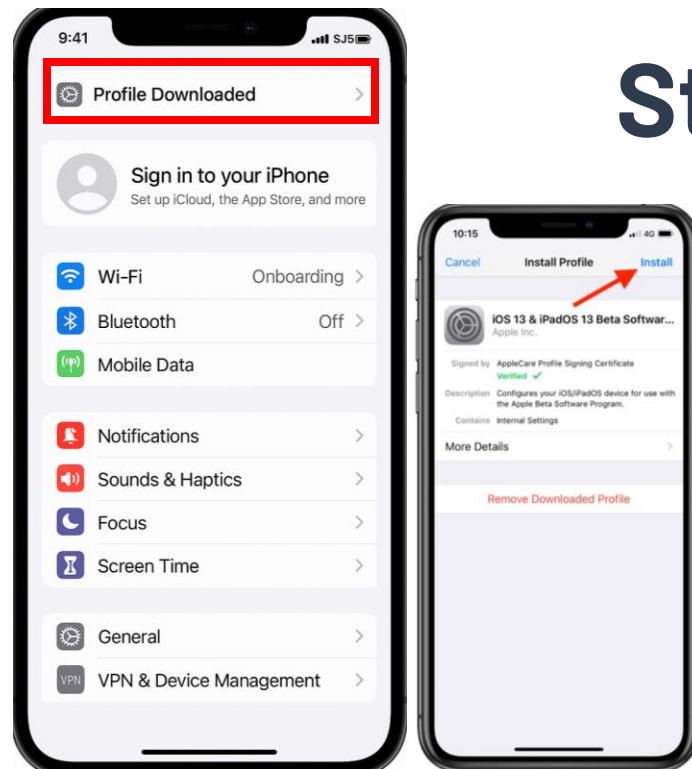 St
9:41
SJ5
Profile Downloaded
Sign in to your iPhone
Set up iCloud, the App Store, and more
Wi-Fi Onboarding
Bluetooth Off
Mobile Data
Notifications
Sounds & Haptics
Focus
Screen Time
General
VPN VPN & Device Management
10:15 4G
Cancel Install Profile Install
iOS 13 & iPadOS 13 Beta Softwar...
Apple Inc.
Signed by AppleCare Profile Signing Certificate
Verified ✓
Description Configures your iOS/iPadOS device for use with
the Apple Beta Software Program.
Contains Internal Settings
More Details
Remove Downloaded Profile